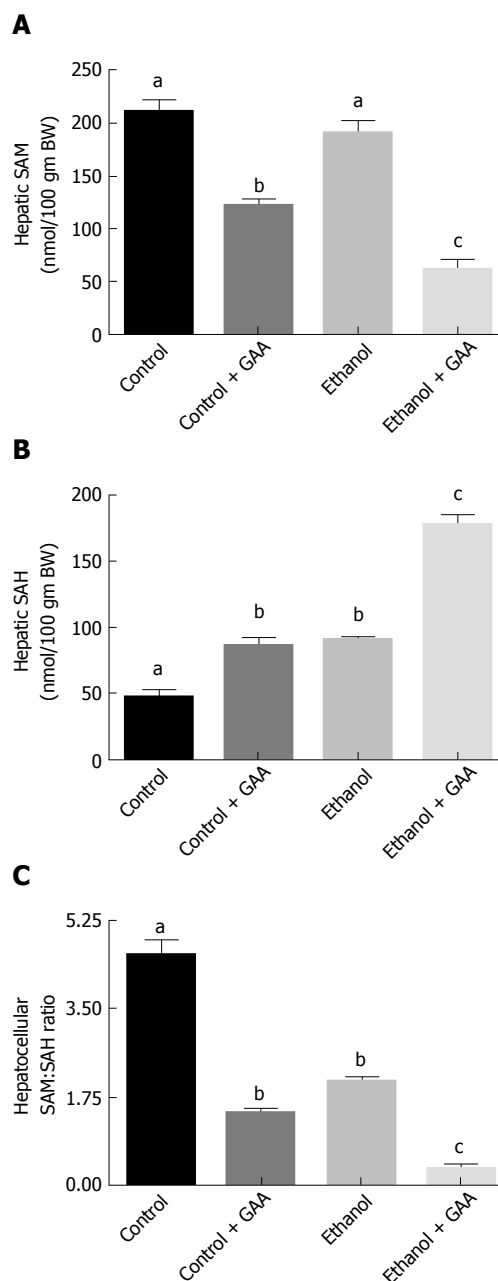 A
Hepatic SAM
(nmol/100 gm BW)
250
200
150
100
50
0
a
b
a
c
Control
Control + GAA
Ethanol
Ethanol + GAA
B
Hepatic SAH
(nmol/100 gm BW)
200
150
100
50
0
a
b
b
c
Control
Control + GAA
Ethanol
Ethanol + GAA
C
Hepatocellular
SAM:SAH ratio
5.25
3.50
1.75
0.00
a
b
b
c
Control
Control + GAA
Ethanol
Ethanol + GAA